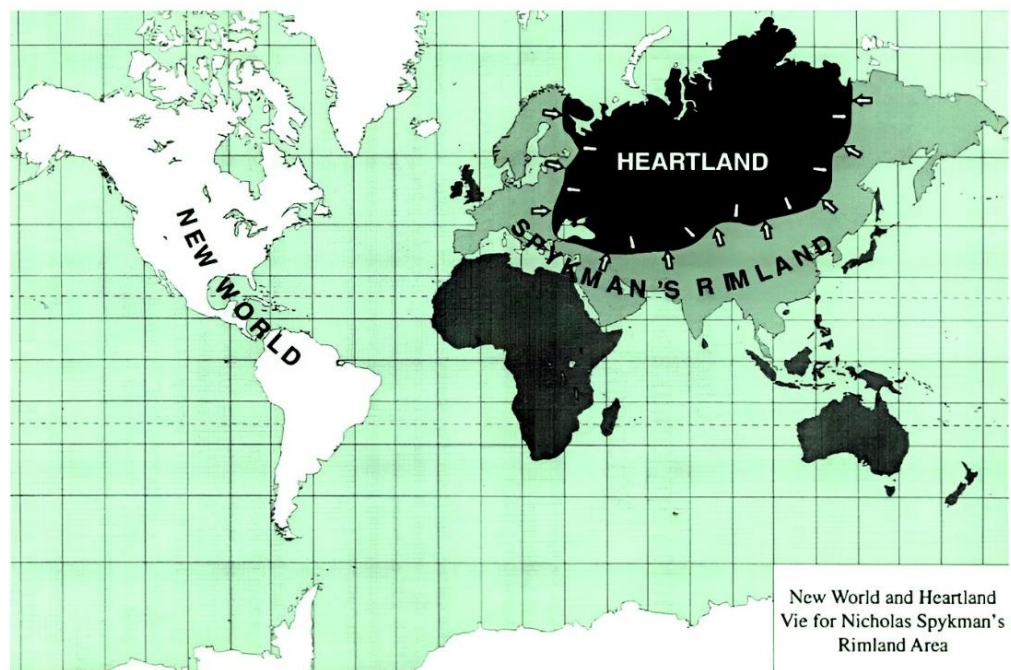 HEARTLAND
NEW WORLD
SPYKMAN'S RIMLAND
New World and Heartland
Vie for Nicholas Spykman's
Rimland Area